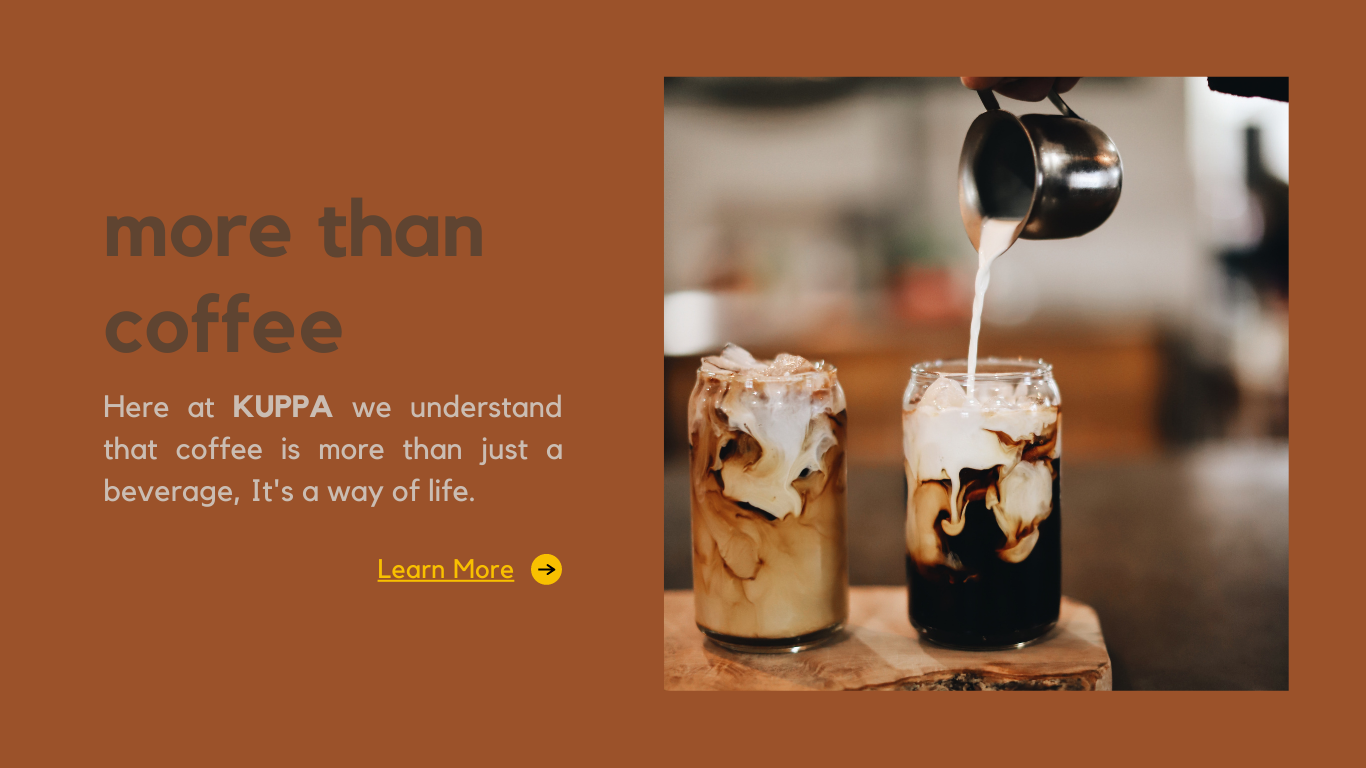 more than
coffee
Here at KUPPA we understand
that coffee is more than just a
beverage, It's a way of life.
Learn More